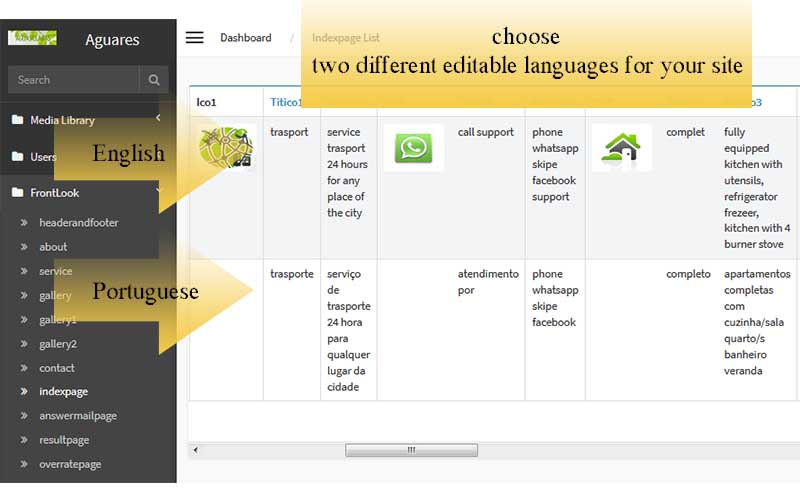 Aguares
Dashboard / Indexpage List
choose
two different editable languages for your site
Search
Ico1
Titico1
o3
Media Library
Users
FrontLook
headerandfooter
about
service
gallery
gallery1
gallery2
contact
indexpage
answermailpage
resultpage
overratepage
English
trasport
service
trasport
24 hours
for any
place of
the city
call support
phone
whatsapp
skipe
facebook
support
complet
fully
equipped
kitchen with
utensils,
refrigerator
frezeer,
kitchen with 4
burner stove
Portuguese
trasporte
serviço
de
trasporte
24 hora
para
qualquer
lugar da
cidade
atendimento
por
phone
whatsapp
skipe
facebook
completo
apartamentos
completas
com
cuzinha/sala
quarto/s
banheiro
veranda